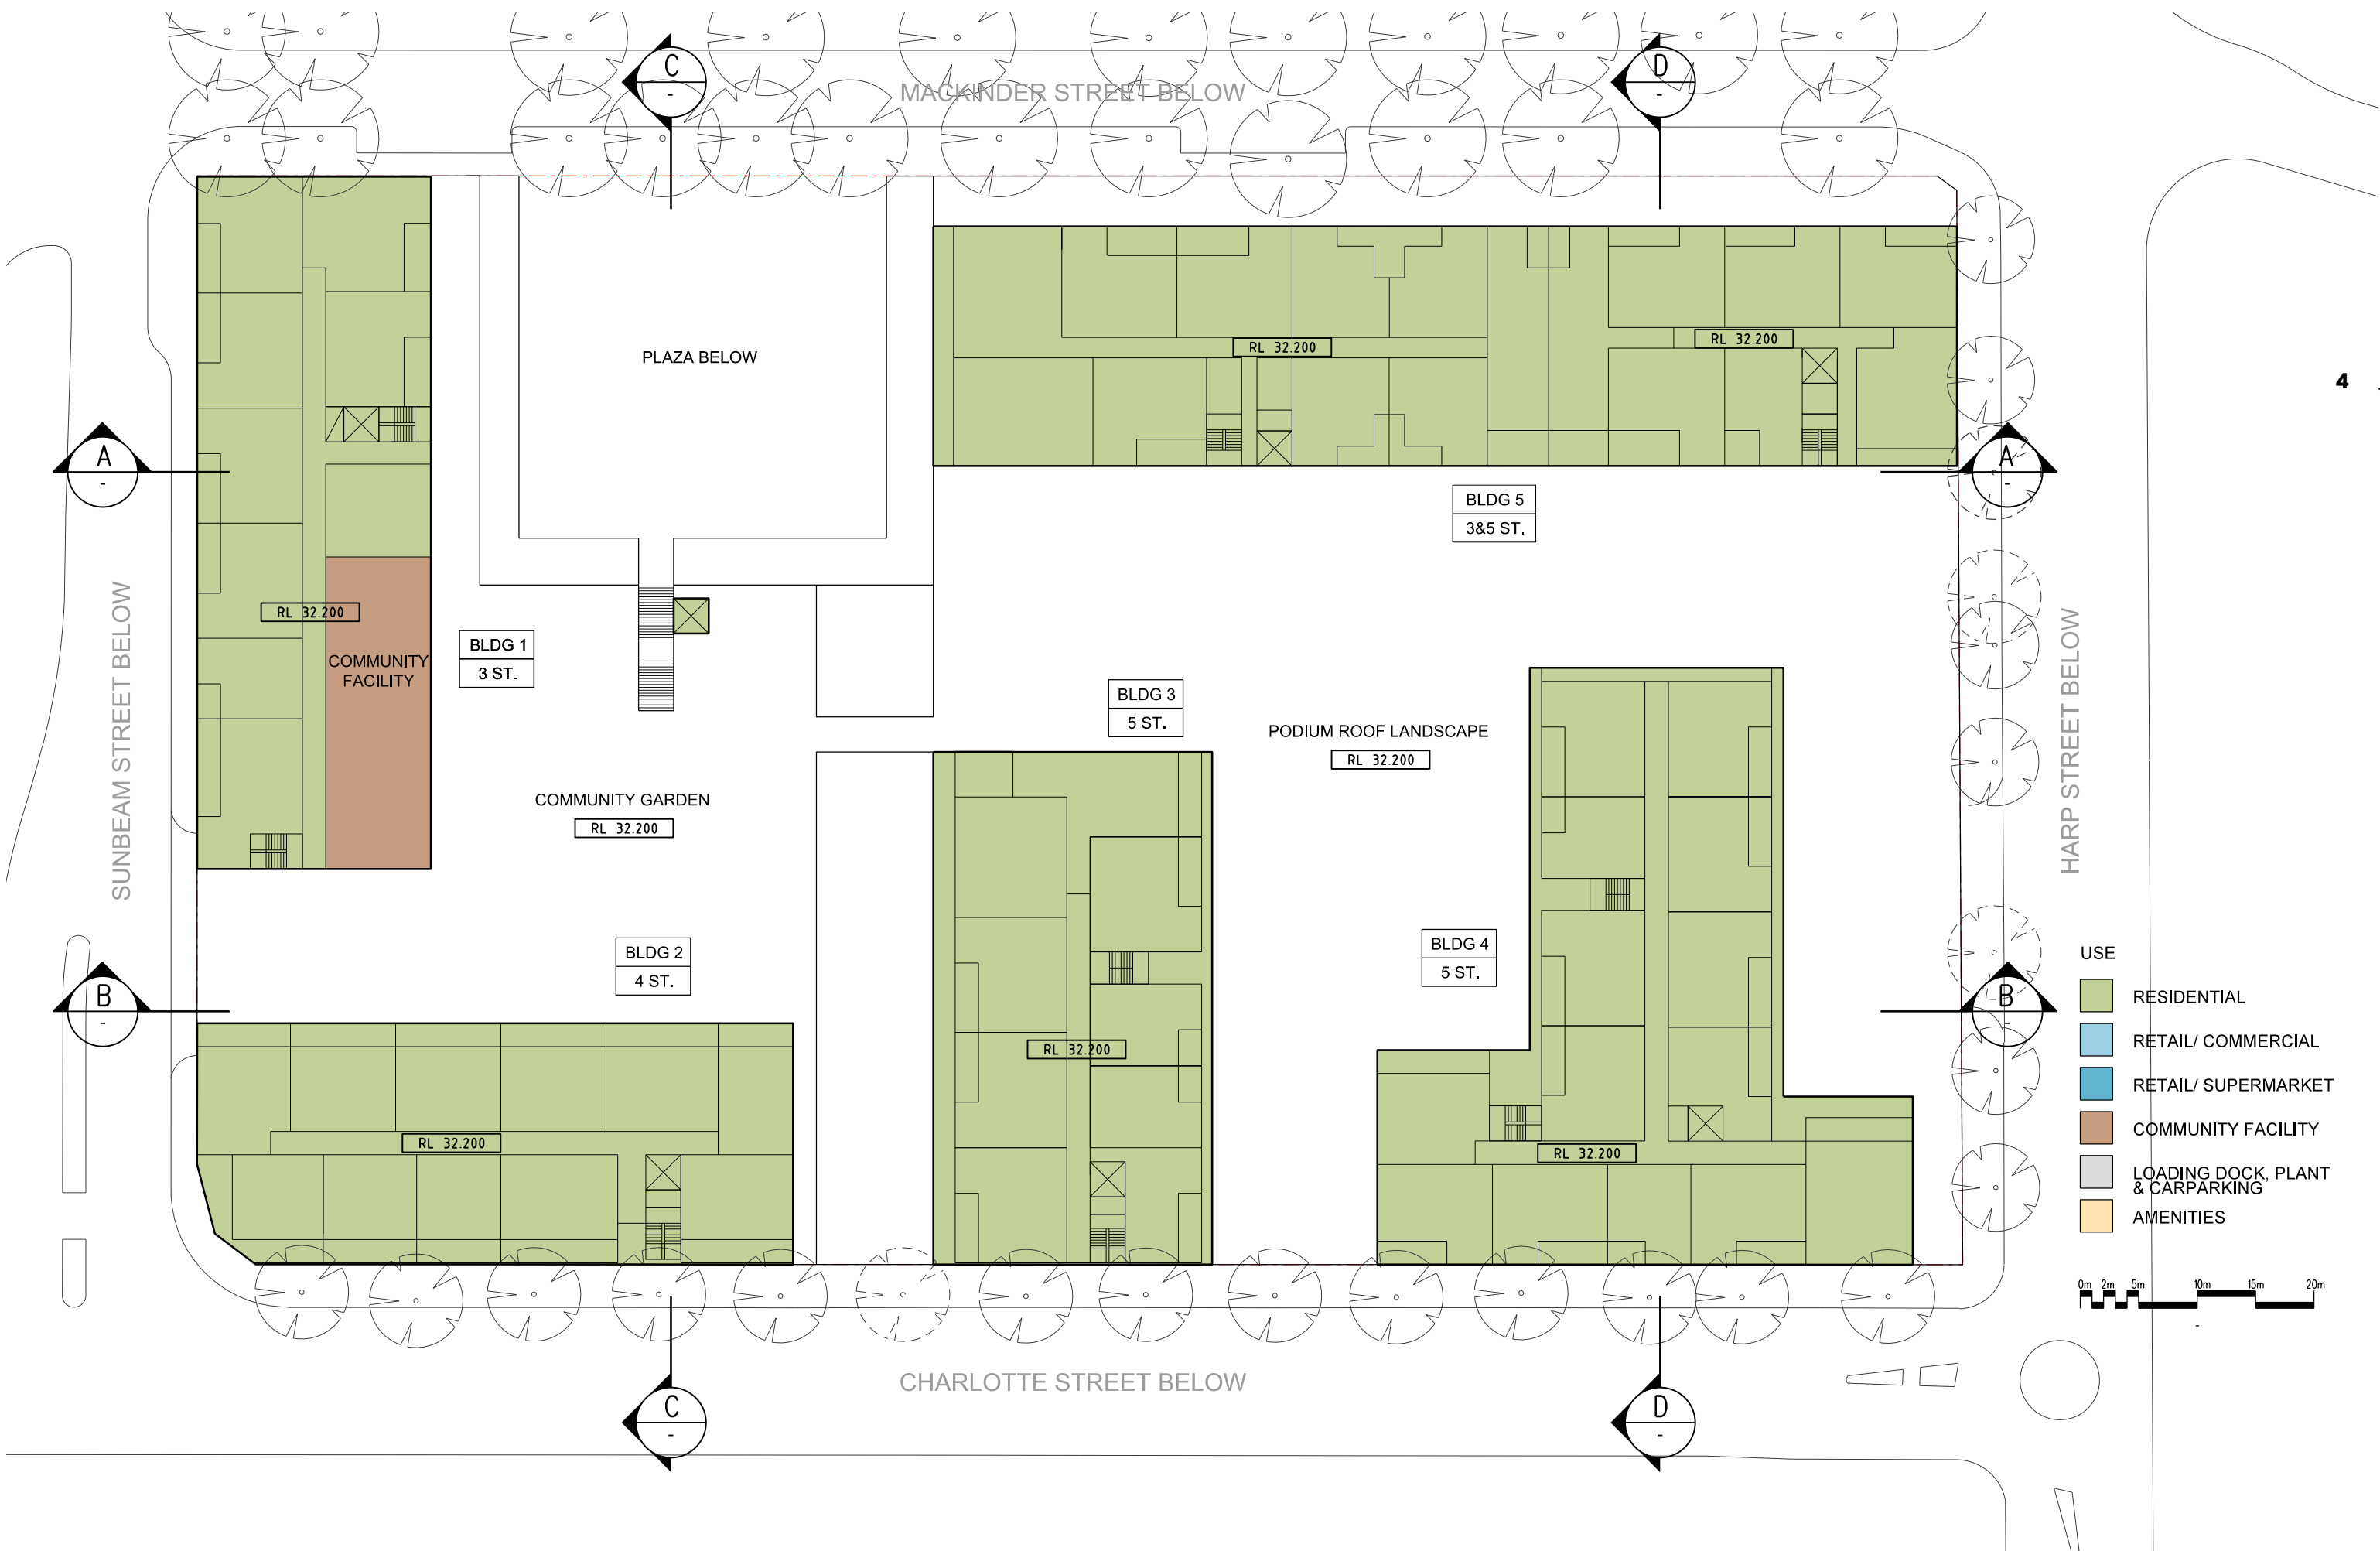 C
-
D
-
MACKINDER STREET BELOW
PLAZA BELOW
RL 32.200
RL 32.200
4
A
-
A
-
BLDG 5
3&5 ST.
SUNBEAM STREET BELOW
RL 32.200
COMMUNITY
FACILITY
BLDG 1
3 ST.
HARP STREET BELOW
BLDG 3
5 ST.
PODIUM ROOF LANDSCAPE
RL 32.200
COMMUNITY GARDEN
RL 32.200
BLDG 2
4 ST.
BLDG 4
5 ST.
B
-
B
-
RL 32.200
RL 32.200
RL 32.200
USE
RESIDENTIAL
RETAIL/ COMMERCIAL
RETAIL/ SUPERMARKET
COMMUNITY FACILITY
LOADING DOCK, PLANT
& CARPARKING
AMENITIES
0m 2m 5m 10m 15m 20m
-
CHARLOTTE STREET BELOW
C
-
D
-